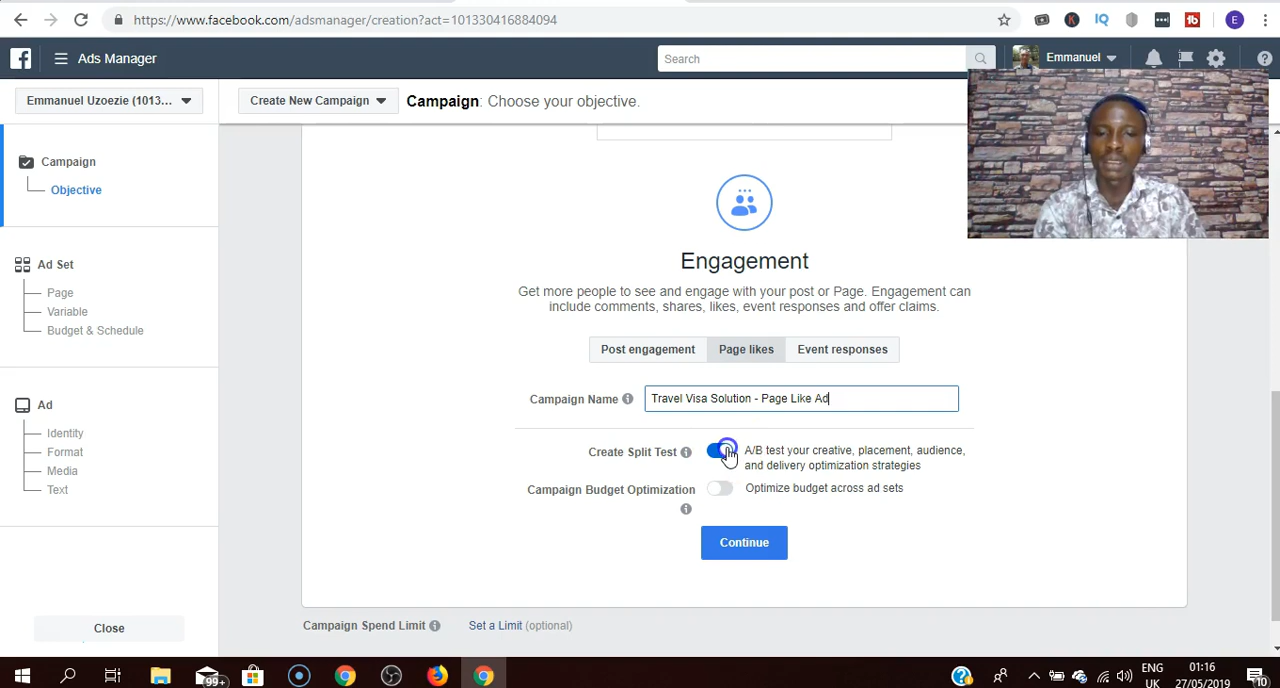 https://www.facebook.com/adsmanager/creation?act=101330416884094
Ads Manager
Search
Emmanuel
Emmanuel Uzoezie (1013...
Create New Campaign
Campaign: Choose your objective.
Campaign
Objective
Ad Set
Page
Variable
Budget & Schedule
Ad
Identity
Format
Media
Text
Close
Engagement
Get more people to see and engage with your post or Page. Engagement can
include comments, shares, likes, event responses and offer claims.
Post engagement
Page likes
Event responses
Campaign Name
Travel Visa Solution - Page Like Ad
Create Split Test
A/B test your creative, placement, audience,
and delivery optimization strategies
Campaign Budget Optimization
Optimize budget across ad sets
Continue
Campaign Spend Limit
Set a Limit (optional)
99+
ENG
UK
01:16
27/05/2019
10